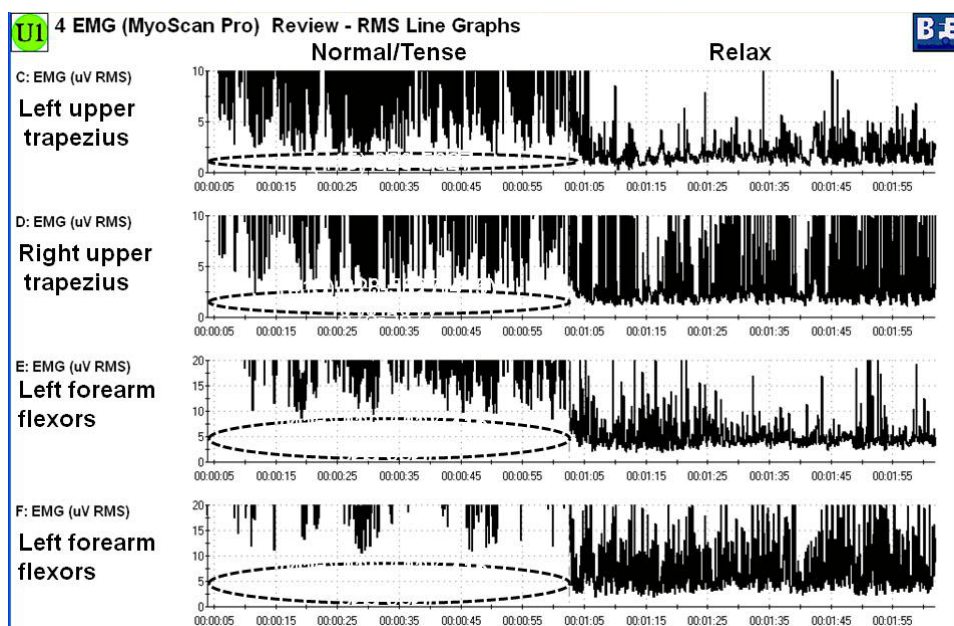 U1 4 EMG (MyoScan Pro) Review - RMS Line Graphs
Normal/Tense Relax
C: EMG (uV RMS)
Left upper
trapezius
10
5
0
00:00:05 00:00:15 00:00:25 00:00:35 00:00:45 00:00:55 00:01:05 00:01:15 00:01:25 00:01:35 00:01:45 00:01:55
D: EMG (uV RMS)
Right upper
trapezius
10
5
0
00:00:05 00:00:15 00:00:25 00:00:35 00:00:45 00:00:55 00:01:05 00:01:15 00:01:25 00:01:35 00:01:45 00:01:55
E: EMG (uV RMS)
Left forearm
flexors
20
15
10
5
0
00:00:05 00:00:15 00:00:25 00:00:35 00:00:45 00:00:55 00:01:05 00:01:15 00:01:25 00:01:35 00:01:45 00:01:55
F: EMG (uV RMS)
Left forearm
flexors
20
15
10
5
0
00:00:05 00:00:15 00:00:25 00:00:35 00:00:45 00:00:55 00:01:05 00:01:15 00:01:25 00:01:35 00:01:45 00:01:55